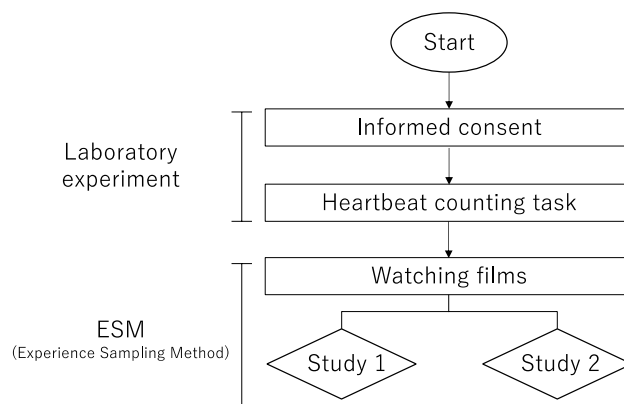 Start
Informed consent
Laboratory
experiment
Heartbeat counting task
Watching films
ESM
(Experience Sampling Method)
Study 1
Study 2